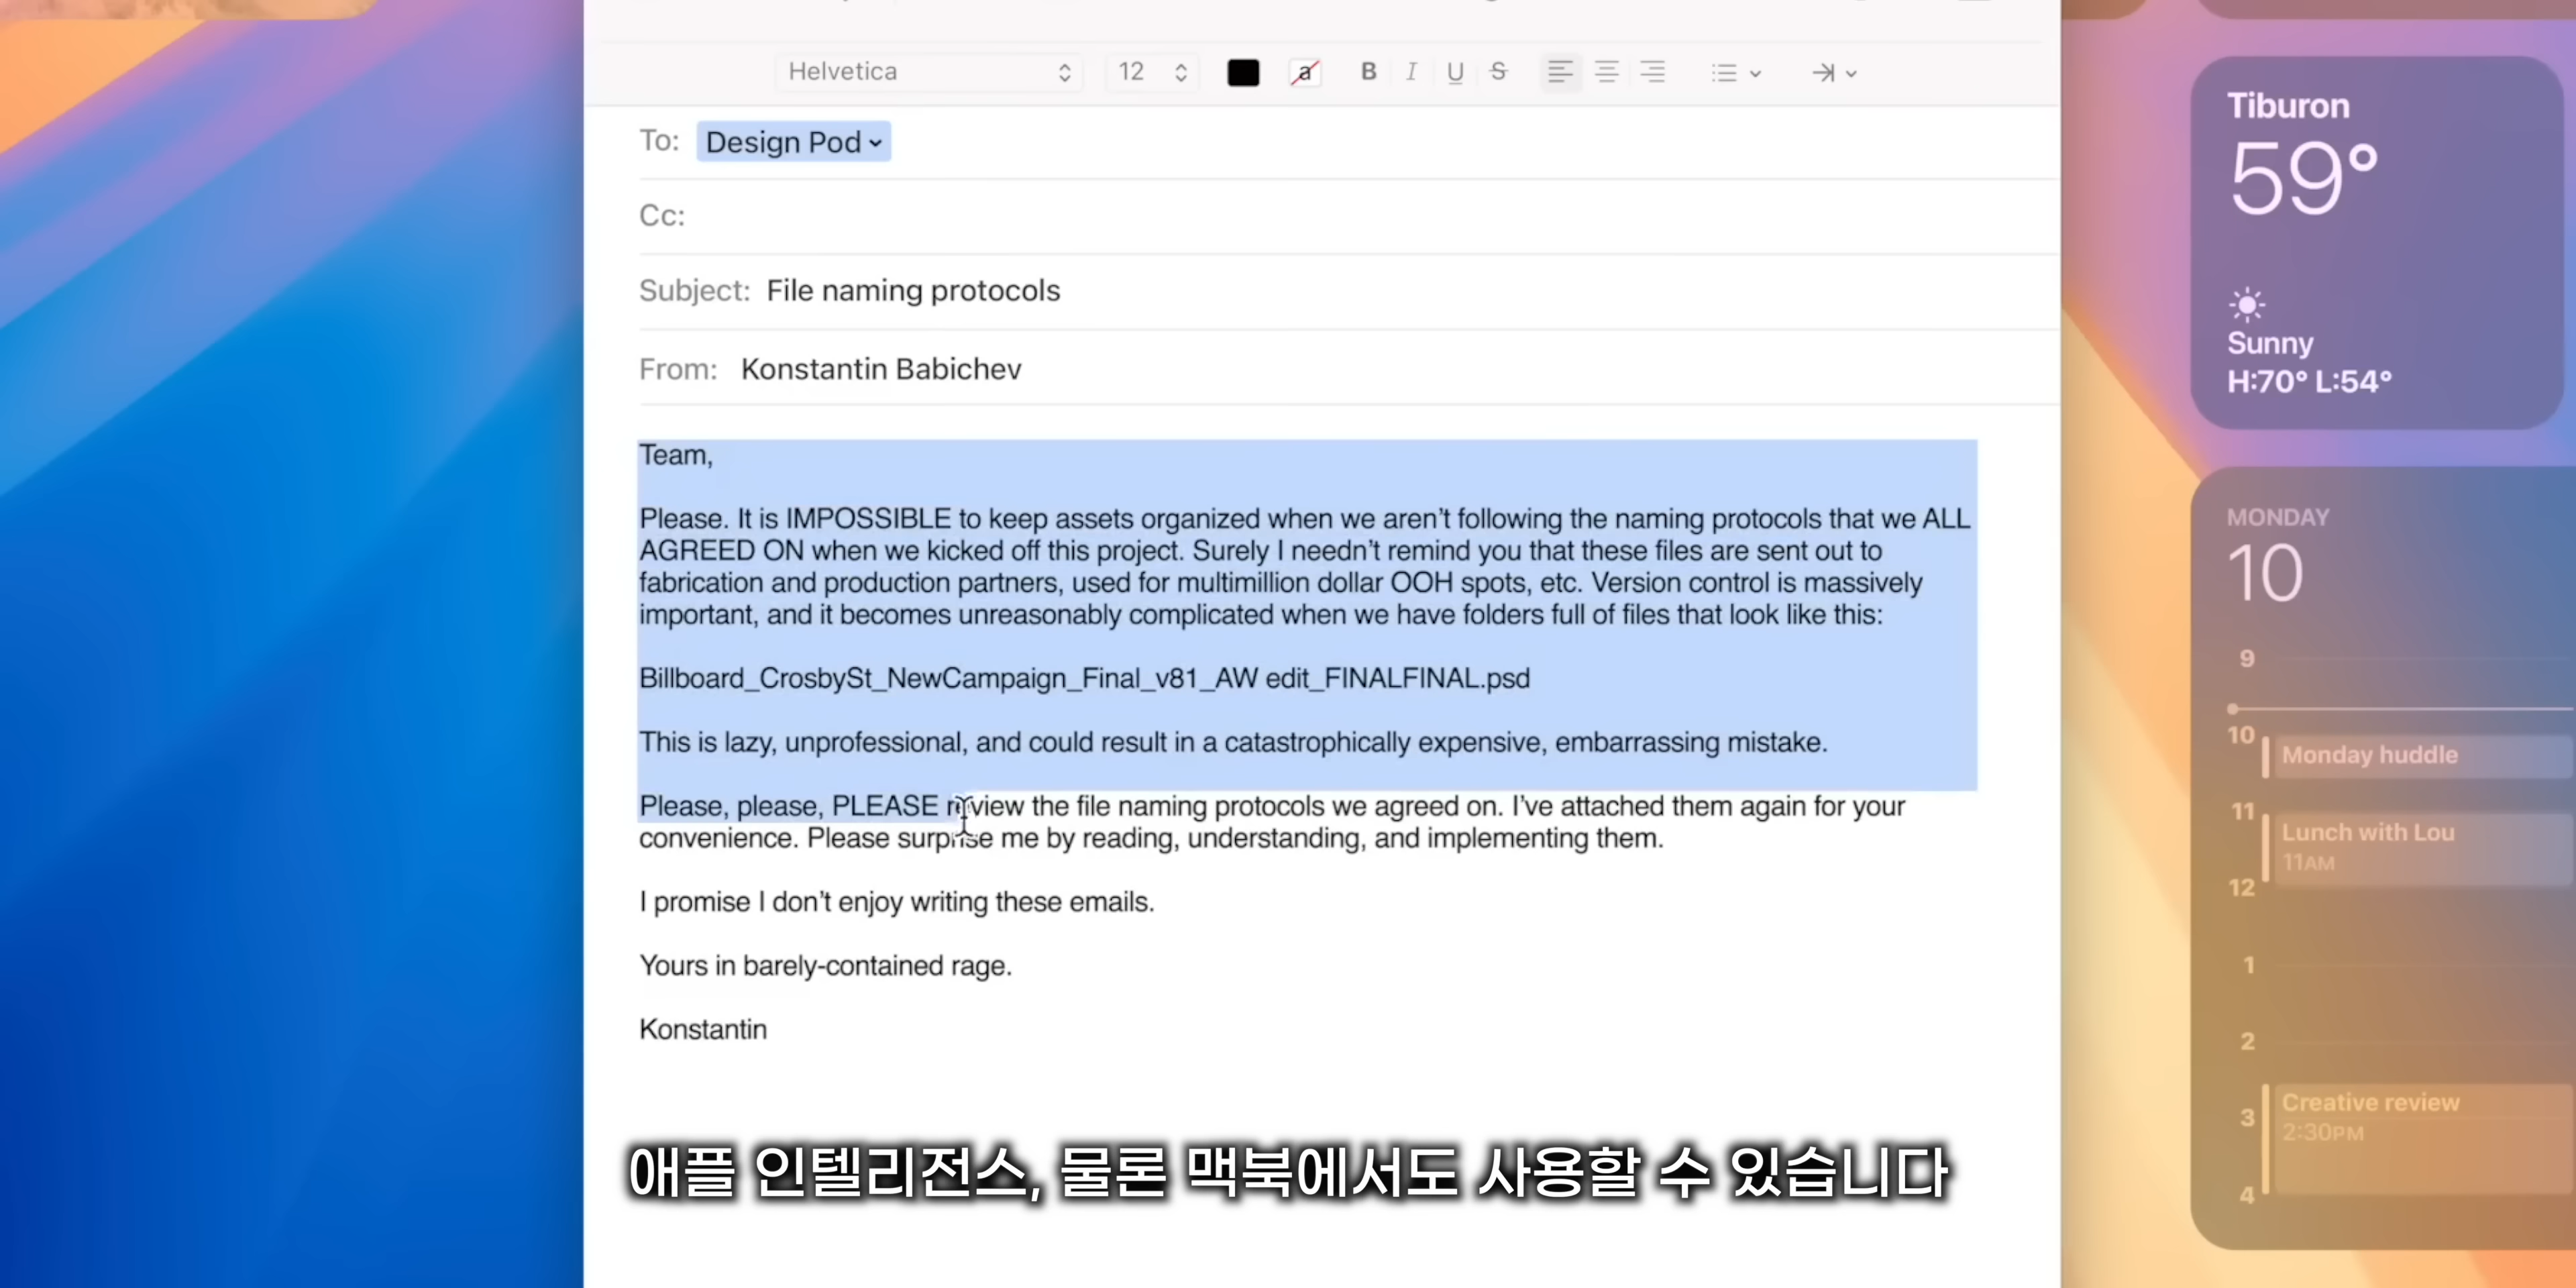 Helvetica
12
a
B I U S
To: Design Pod
Cc:
Subject: File naming protocols
From: Konstantin Babichev
Team,
Please. It is IMPOSSIBLE to keep assets organized when we aren’t following the naming protocols that we ALL
AGREED ON when we kicked off this project. Surely I needn’t remind you that these files are sent out to
fabrication and production partners, used for multimillion dollar OOH spots, etc. Version control is massively
important, and it becomes unreasonably complicated when we have folders full of files that look like this:
Billboard_CrosbySt_NewCampaign_Final_v81_AW edit_FINALFINAL.psd
This is lazy, unprofessional, and could result in a catastrophically expensive, embarrassing mistake.
Please, please, PLEASE review the file naming protocols we agreed on. I’ve attached them again for your
convenience. Please surprise me by reading, understanding, and implementing them.
I promise I don’t enjoy writing these emails.
Yours in barely-contained rage.
Konstantin
애플 인텔리전스, 물론 맥북에서도 사용할 수 있습니다
Tiburon
59°
Sunny
H:70° L:54°
MONDAY
10
9
10
Monday huddle
11
Lunch with Lou
11AM
12
1
2
Creative review
3
2:30PM
4